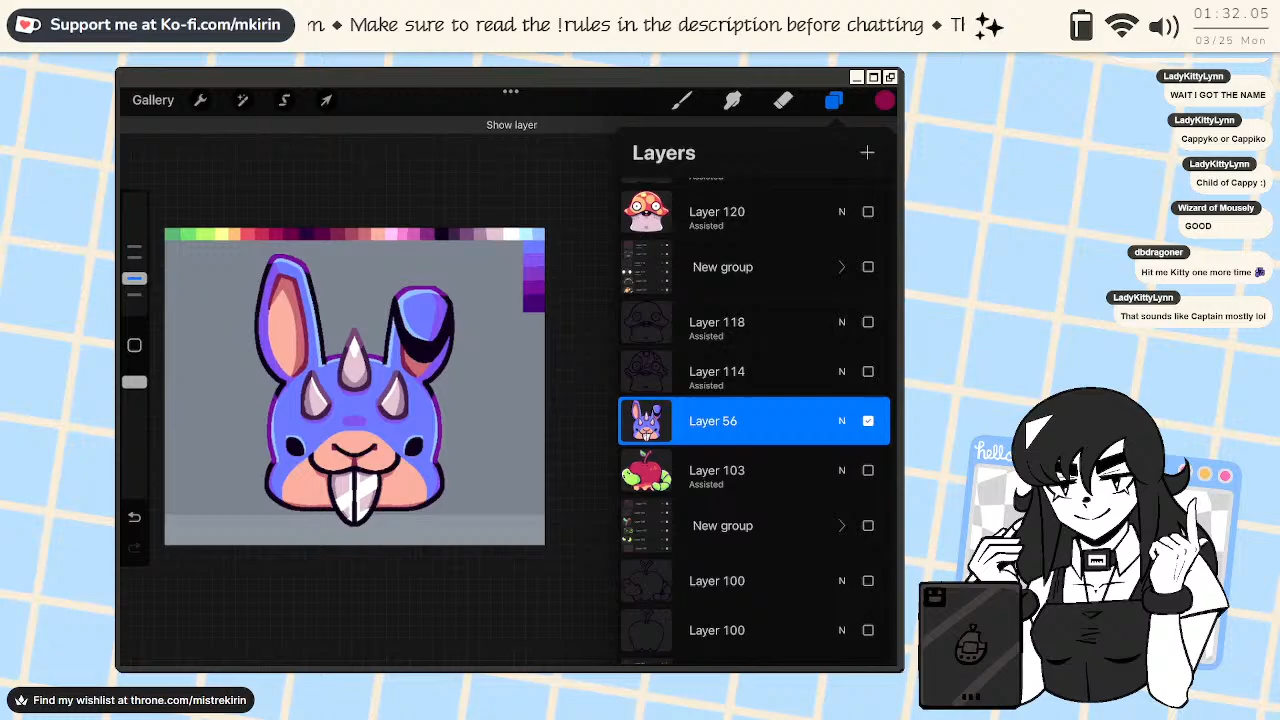 Support me at Ko-fi.com/mkirin
m ◆ Make sure to read the !rules in the description before chatting ◆ Tl
01:32.05
03/25 Mon
Gallery
Show layer
Layers
Assisted
Layer 120
N
Assisted
New group
Layer 118
N
Assisted
Layer 114
N
Assisted
Layer 56
N
Layer 103
N
Assisted
New group
Layer 100
N
Layer 100
N
LadyKittyLynn
WAIT I GOT THE NAME
LadyKittyLynn
Cappyko or Cappiko
LadyKittyLynn
Child of Cappy :)
Wizard of Mousely
GOOD
dbdragoner
Hit me Kitty one more time
LadyKittyLynn
That sounds like Captain mostly lol
hello
Find my wishlist at throne.com/mistrekirin